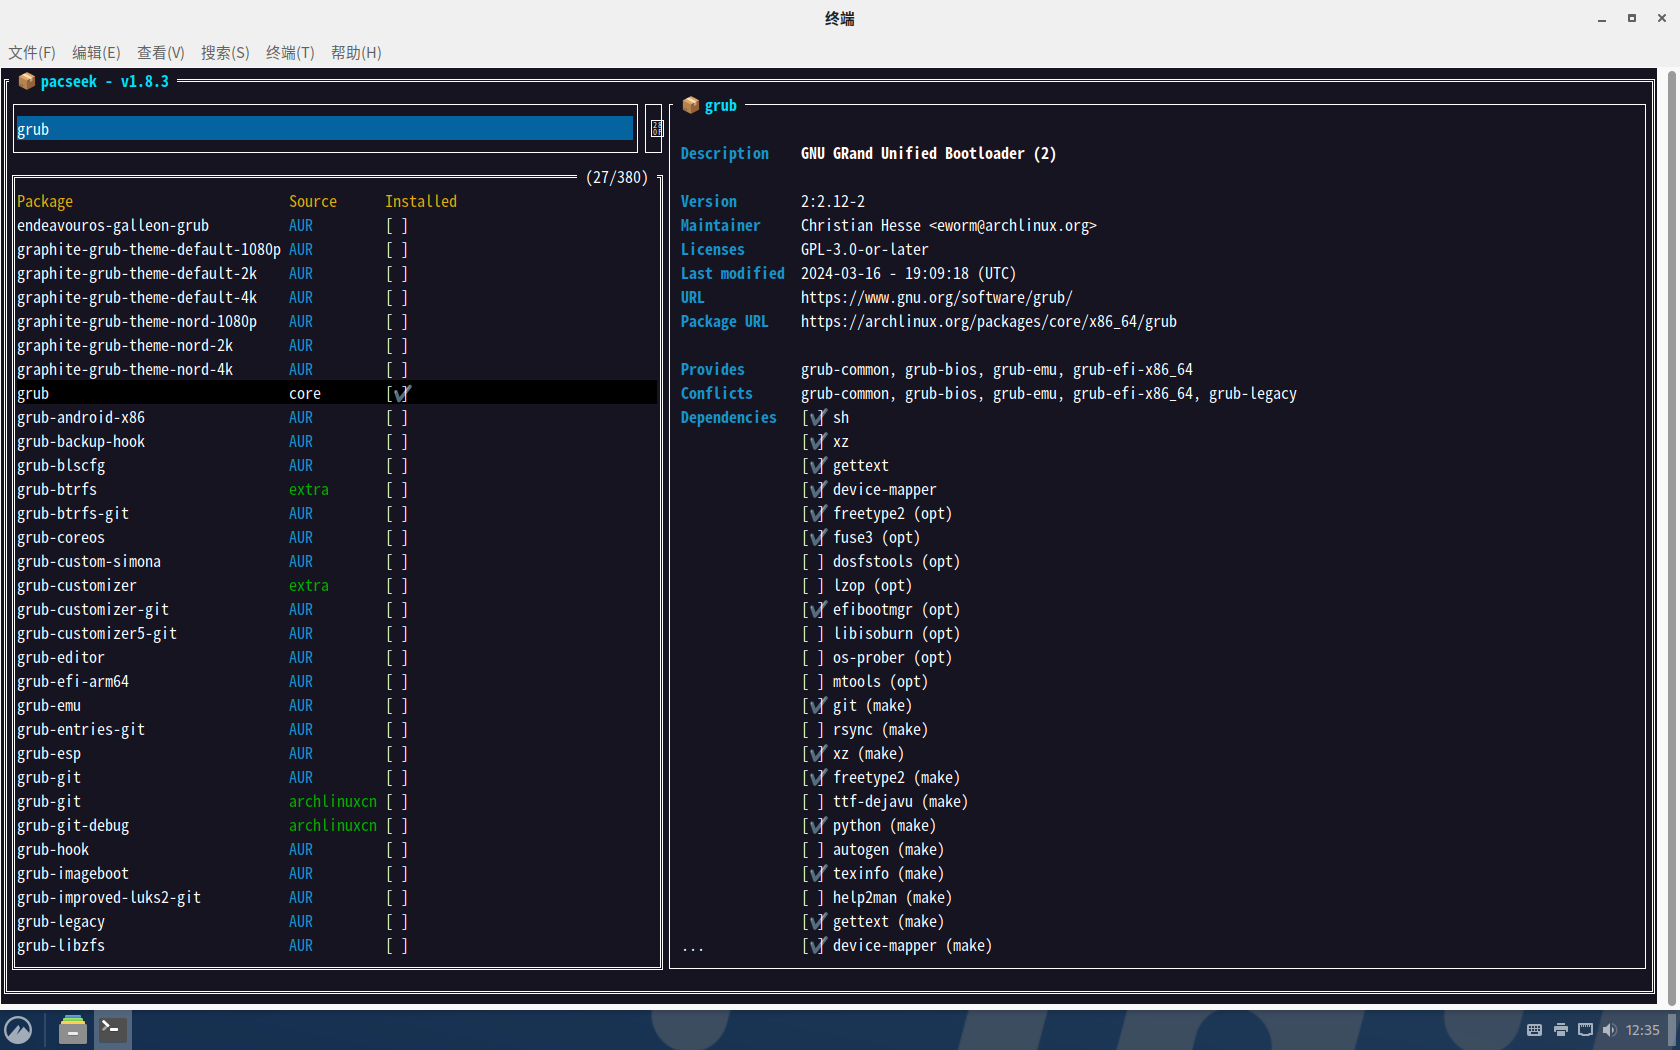 终端
文件(F) 编辑(E) 查看(V) 搜索(S) 终端(T) 帮助(H)
pacseek - v1.8.3
grub
(27/380)
Package Source Installed
endeavouros-galleon-grub AUR [ ]
graphite-grub-theme-default-1080p AUR [ ]
graphite-grub-theme-default-2k AUR [ ]
graphite-grub-theme-default-4k AUR [ ]
graphite-grub-theme-nord-1080p AUR [ ]
graphite-grub-theme-nord-2k AUR [ ]
graphite-grub-theme-nord-4k AUR [ ]
grub core [✔]
grub-android-x86 AUR [ ]
grub-backup-hook AUR [ ]
grub-blscfg AUR [ ]
grub-btrfs extra [ ]
grub-btrfs-git AUR [ ]
grub-coreos AUR [ ]
grub-custom-simona AUR [ ]
grub-customizer extra [ ]
grub-customizer-git AUR [ ]
grub-customizer5-git AUR [ ]
grub-editor AUR [ ]
grub-efi-arm64 AUR [ ]
grub-emu AUR [ ]
grub-entries-git AUR [ ]
grub-esp AUR [ ]
grub-git AUR [ ]
grub-git archlinuxcn [ ]
grub-git-debug archlinuxcn [ ]
grub-hook AUR [ ]
grub-imageboot AUR [ ]
grub-improved-luks2-git AUR [ ]
grub-legacy AUR [ ]
grub-libzfs AUR [ ]
grub
Description GNU GRand Unified Bootloader (2)
Version 2:2.12-2
Maintainer Christian Hesse <eworm@archlinux.org>
Licenses GPL-3.0-or-later
Last modified 2024-03-16 - 19:09:18 (UTC)
URL https://www.gnu.org/software/grub/
Package URL https://archlinux.org/packages/core/x86_64/grub
Provides grub-common, grub-bios, grub-emu, grub-efi-x86_64
Conflicts grub-common, grub-bios, grub-emu, grub-efi-x86_64, grub-legacy
Dependencies [✔] sh
[✔] xz
[✔] gettext
[✔] device-mapper
[✔] freetype2 (opt)
[✔] fuse3 (opt)
[ ] dosfstools (opt)
[ ] lzop (opt)
[✔] efibootmgr (opt)
[ ] libisoburn (opt)
[ ] os-prober (opt)
[ ] mtools (opt)
[✔] git (make)
[ ] rsync (make)
[✔] xz (make)
[✔] freetype2 (make)
[ ] ttf-dejavu (make)
[✔] python (make)
[ ] autogen (make)
[✔] texinfo (make)
[ ] help2man (make)
[✔] gettext (make)
... [✔] device-mapper (make)
12:35